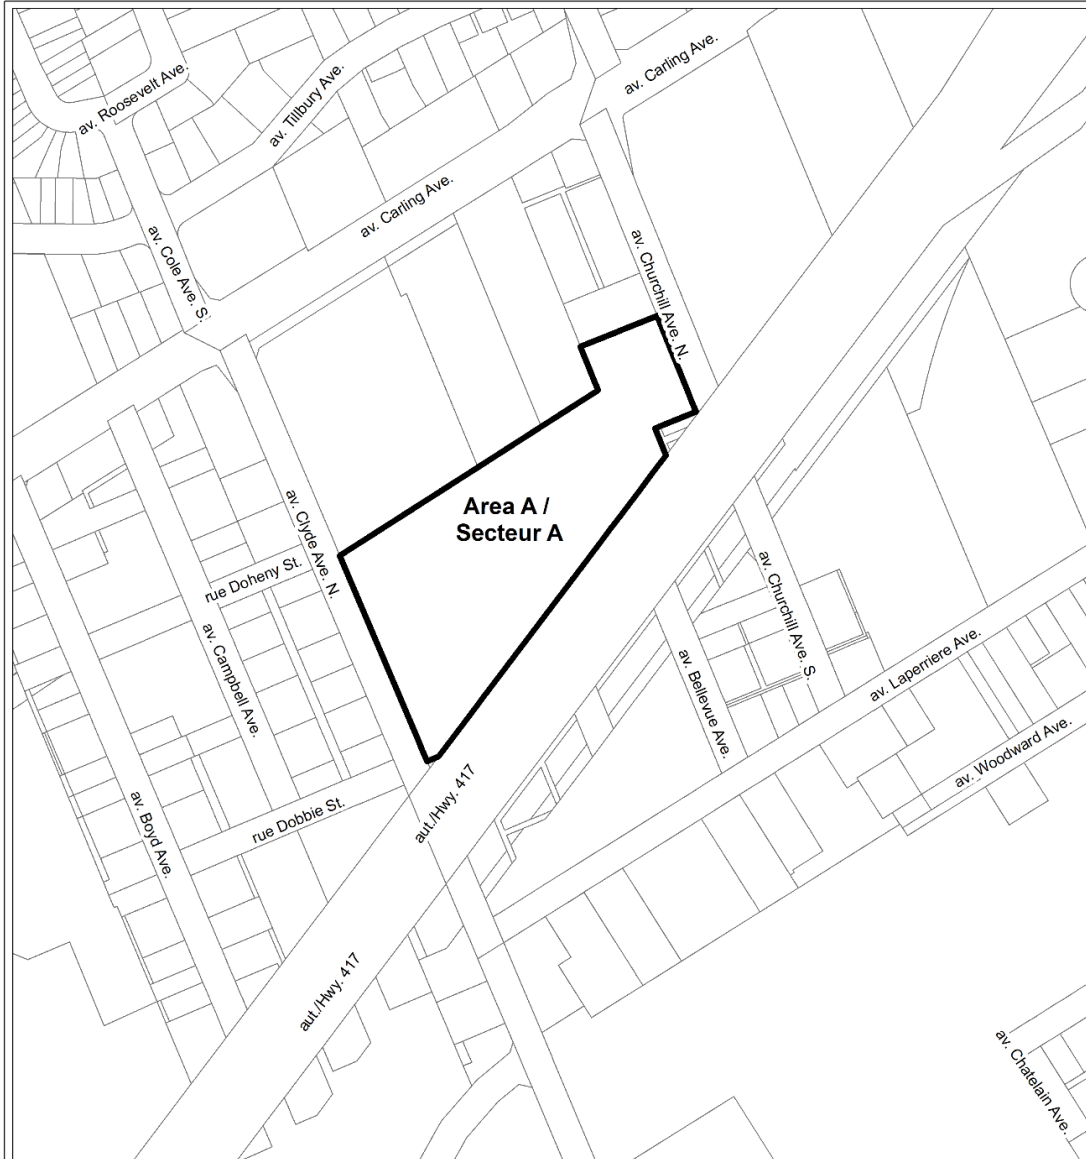 av. Carling Ave.
av. Roosevelt Ave.
av. Tillbury Ave.
av. Carling Ave.
av. Cole Ave. S.
av. Churchill Ave. N.
Area A /
Secteur A
av. Clyde Ave. N.
rue Doheny St.
av. Churchill Ave. S.
av. Campbell Ave.
av. Laperriere Ave.
av. Bellevue Ave.
av. Woodward Ave.
aut./Hwy. 417
rue Dobbie St.
av. Boyd Ave.
aut./Hwy. 417
av. Chatelain Ave.